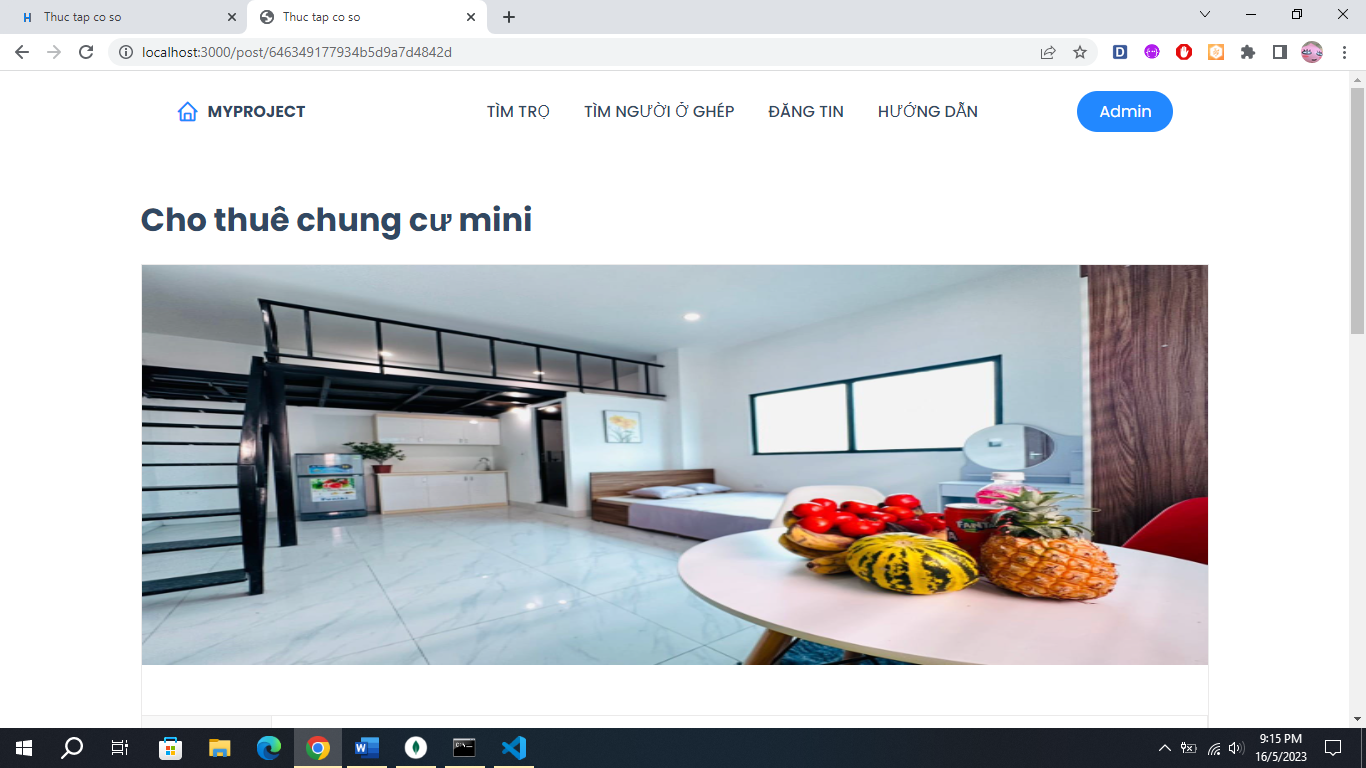 Thuc tap co so
Thuc tap co so
localhost:3000/post/646349177934b5d9a7d4842d
MYPROJECT
TÌM TRỌ
TÌM NGƯỜI Ở GHÉP
ĐĂNG TIN
HƯỚNG DẪN
Admin
Cho thuê chung cư mini
FANTA
9:15 PM
16/5/2023